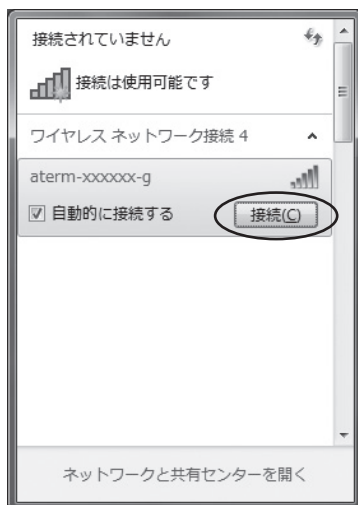 接続されていません
接続は使用可能です
ワイヤレス ネットワーク接続 4
aterm-xxxxxx-g
自動的に接続する 接続(C)
ネットワークと共有センターを開く